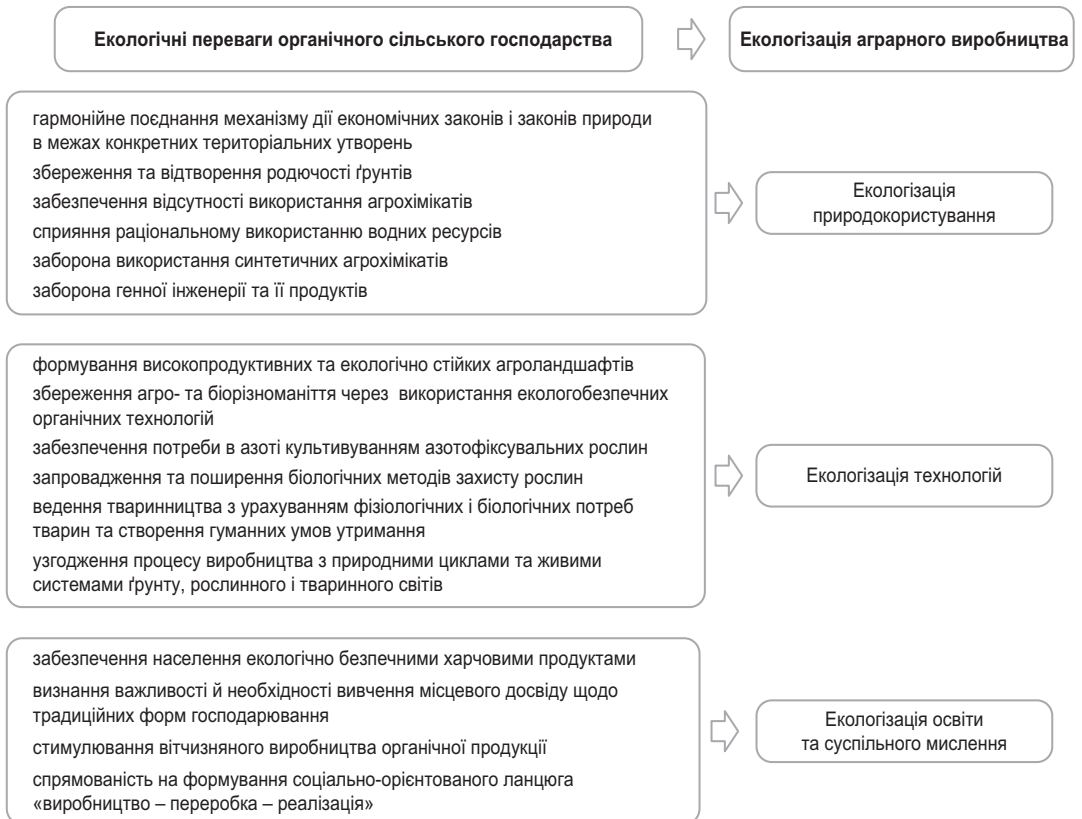 Екологічні переваги органічного сільського господарства
Екологізація аграрного виробництва
гармонійне поєднання механізму дії економічних законів і законів природи
в межах конкретних територіальних утворень
збереження та відтворення родючості ґрунтів
забезпечення відсутності використання агрохімікатів
сприяння раціональному використанню водних ресурсів
заборона використання синтетичних агрохімікатів
заборона генної інженерії та її продуктів
Екологізація
природокористування
формування високопродуктивних та екологічно стійких агроландшафтів
збереження агро- та біорізноманіття через використання екологобезпечних
органічних технологій
забезпечення потреби в азоті культивуванням азотофіксувальних рослин
запровадження та поширення біологічних методів захисту рослин
ведення тваринництва з урахуванням фізіологічних і біологічних потреб
тварин та створення гуманних умов утримання
узгодження процесу виробництва з природними циклами та живими
системами ґрунту, рослинного і тваринного світів
Екологізація технологій
забезпечення населення екологічно безпечними харчовими продуктами
визнання важливості й необхідності вивчення місцевого досвіду щодо
традиційних форм господарювання
стимулювання вітчизняного виробництва органічної продукції
спрямованість на формування соціально-орієнтованого ланцюга
«виробництво – переробка – реалізація»
Екологізація освіти
та суспільного мислення